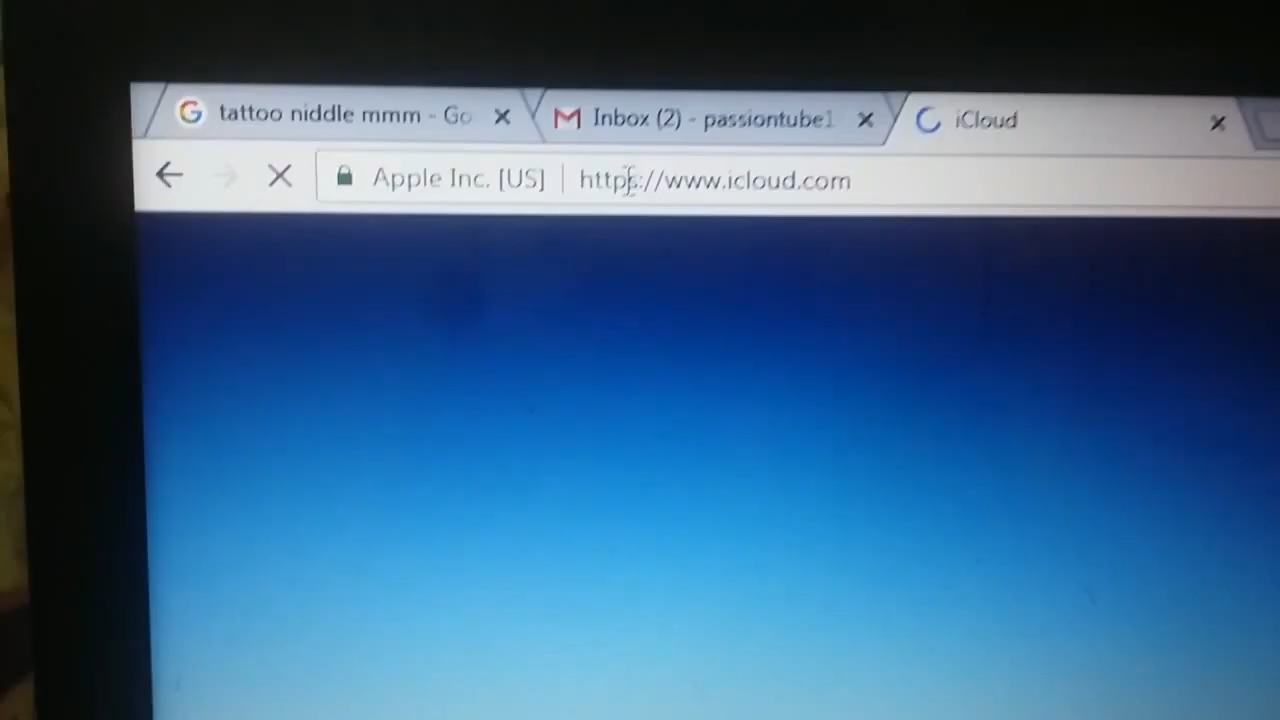 tattoo niddle mmm - Go
Inbox (2) - passiontube1
iCloud
Apple Inc. [US] | https://www.icloud.com